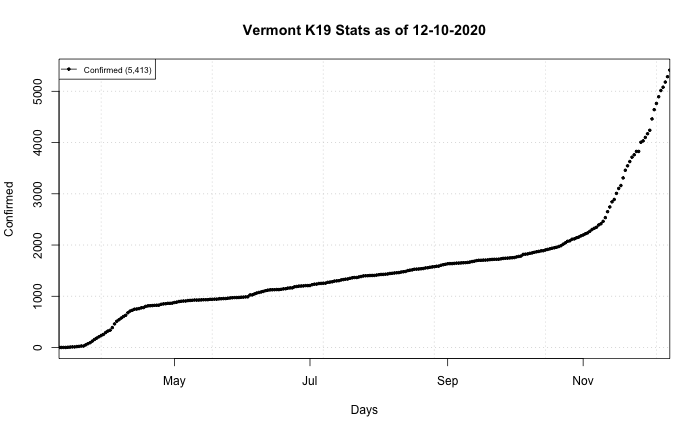 Vermont K19 Stats as of 12-10-2020
Confirmed (5,413)
5000
4000
3000
2000
1000
0
Confirmed
May Jul Sep Nov
Days